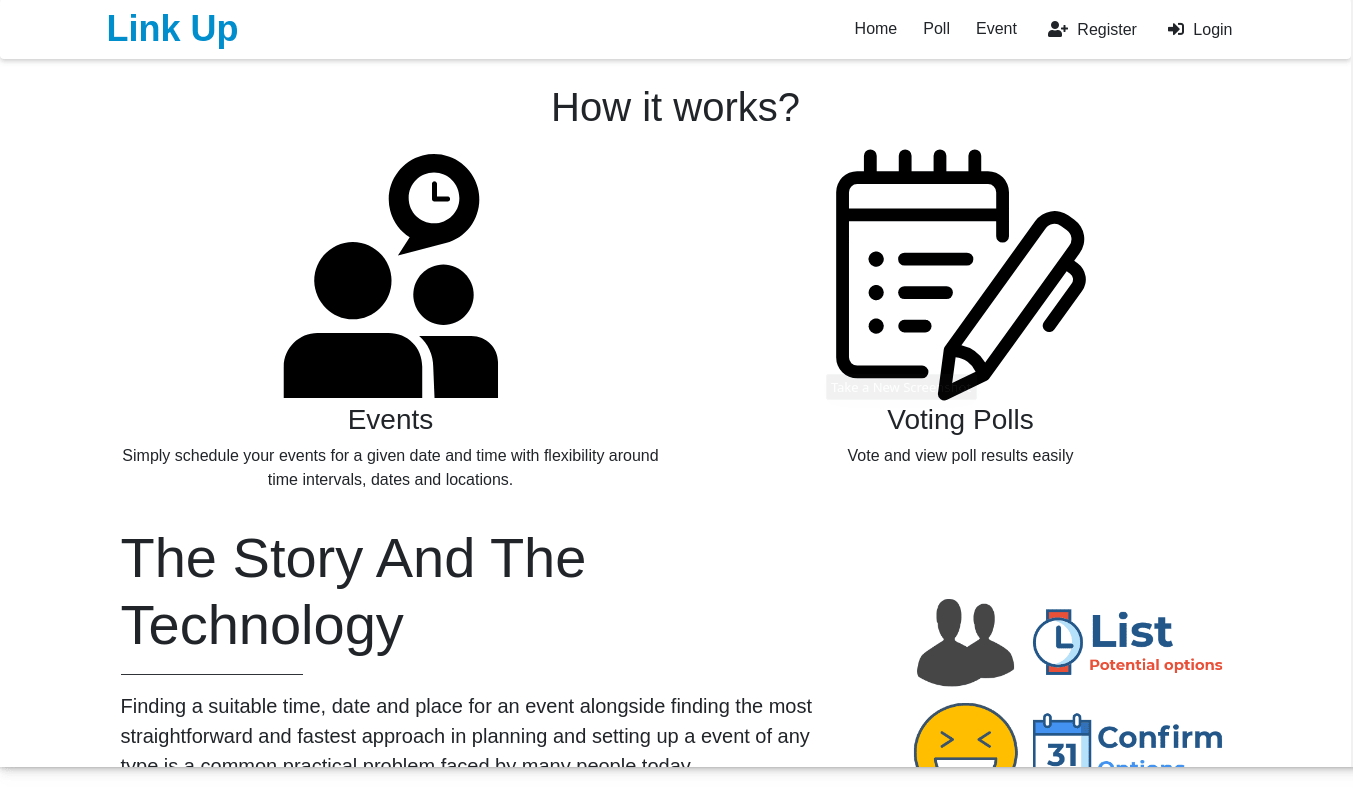 Link Up
Home Poll Event Register Login
How it works?
Take a New Screenshot
Events
Voting Polls
Simply schedule your events for a given date and time with flexibility around
time intervals, dates and locations.
Vote and view poll results easily
The Story And The
Technology
List
Potential options
Finding a suitable time, date and place for an event alongside finding the most
straightforward and fastest approach in planning and setting up a event of any
type is a common practical problem faced by many people today
31
Confirm
Options